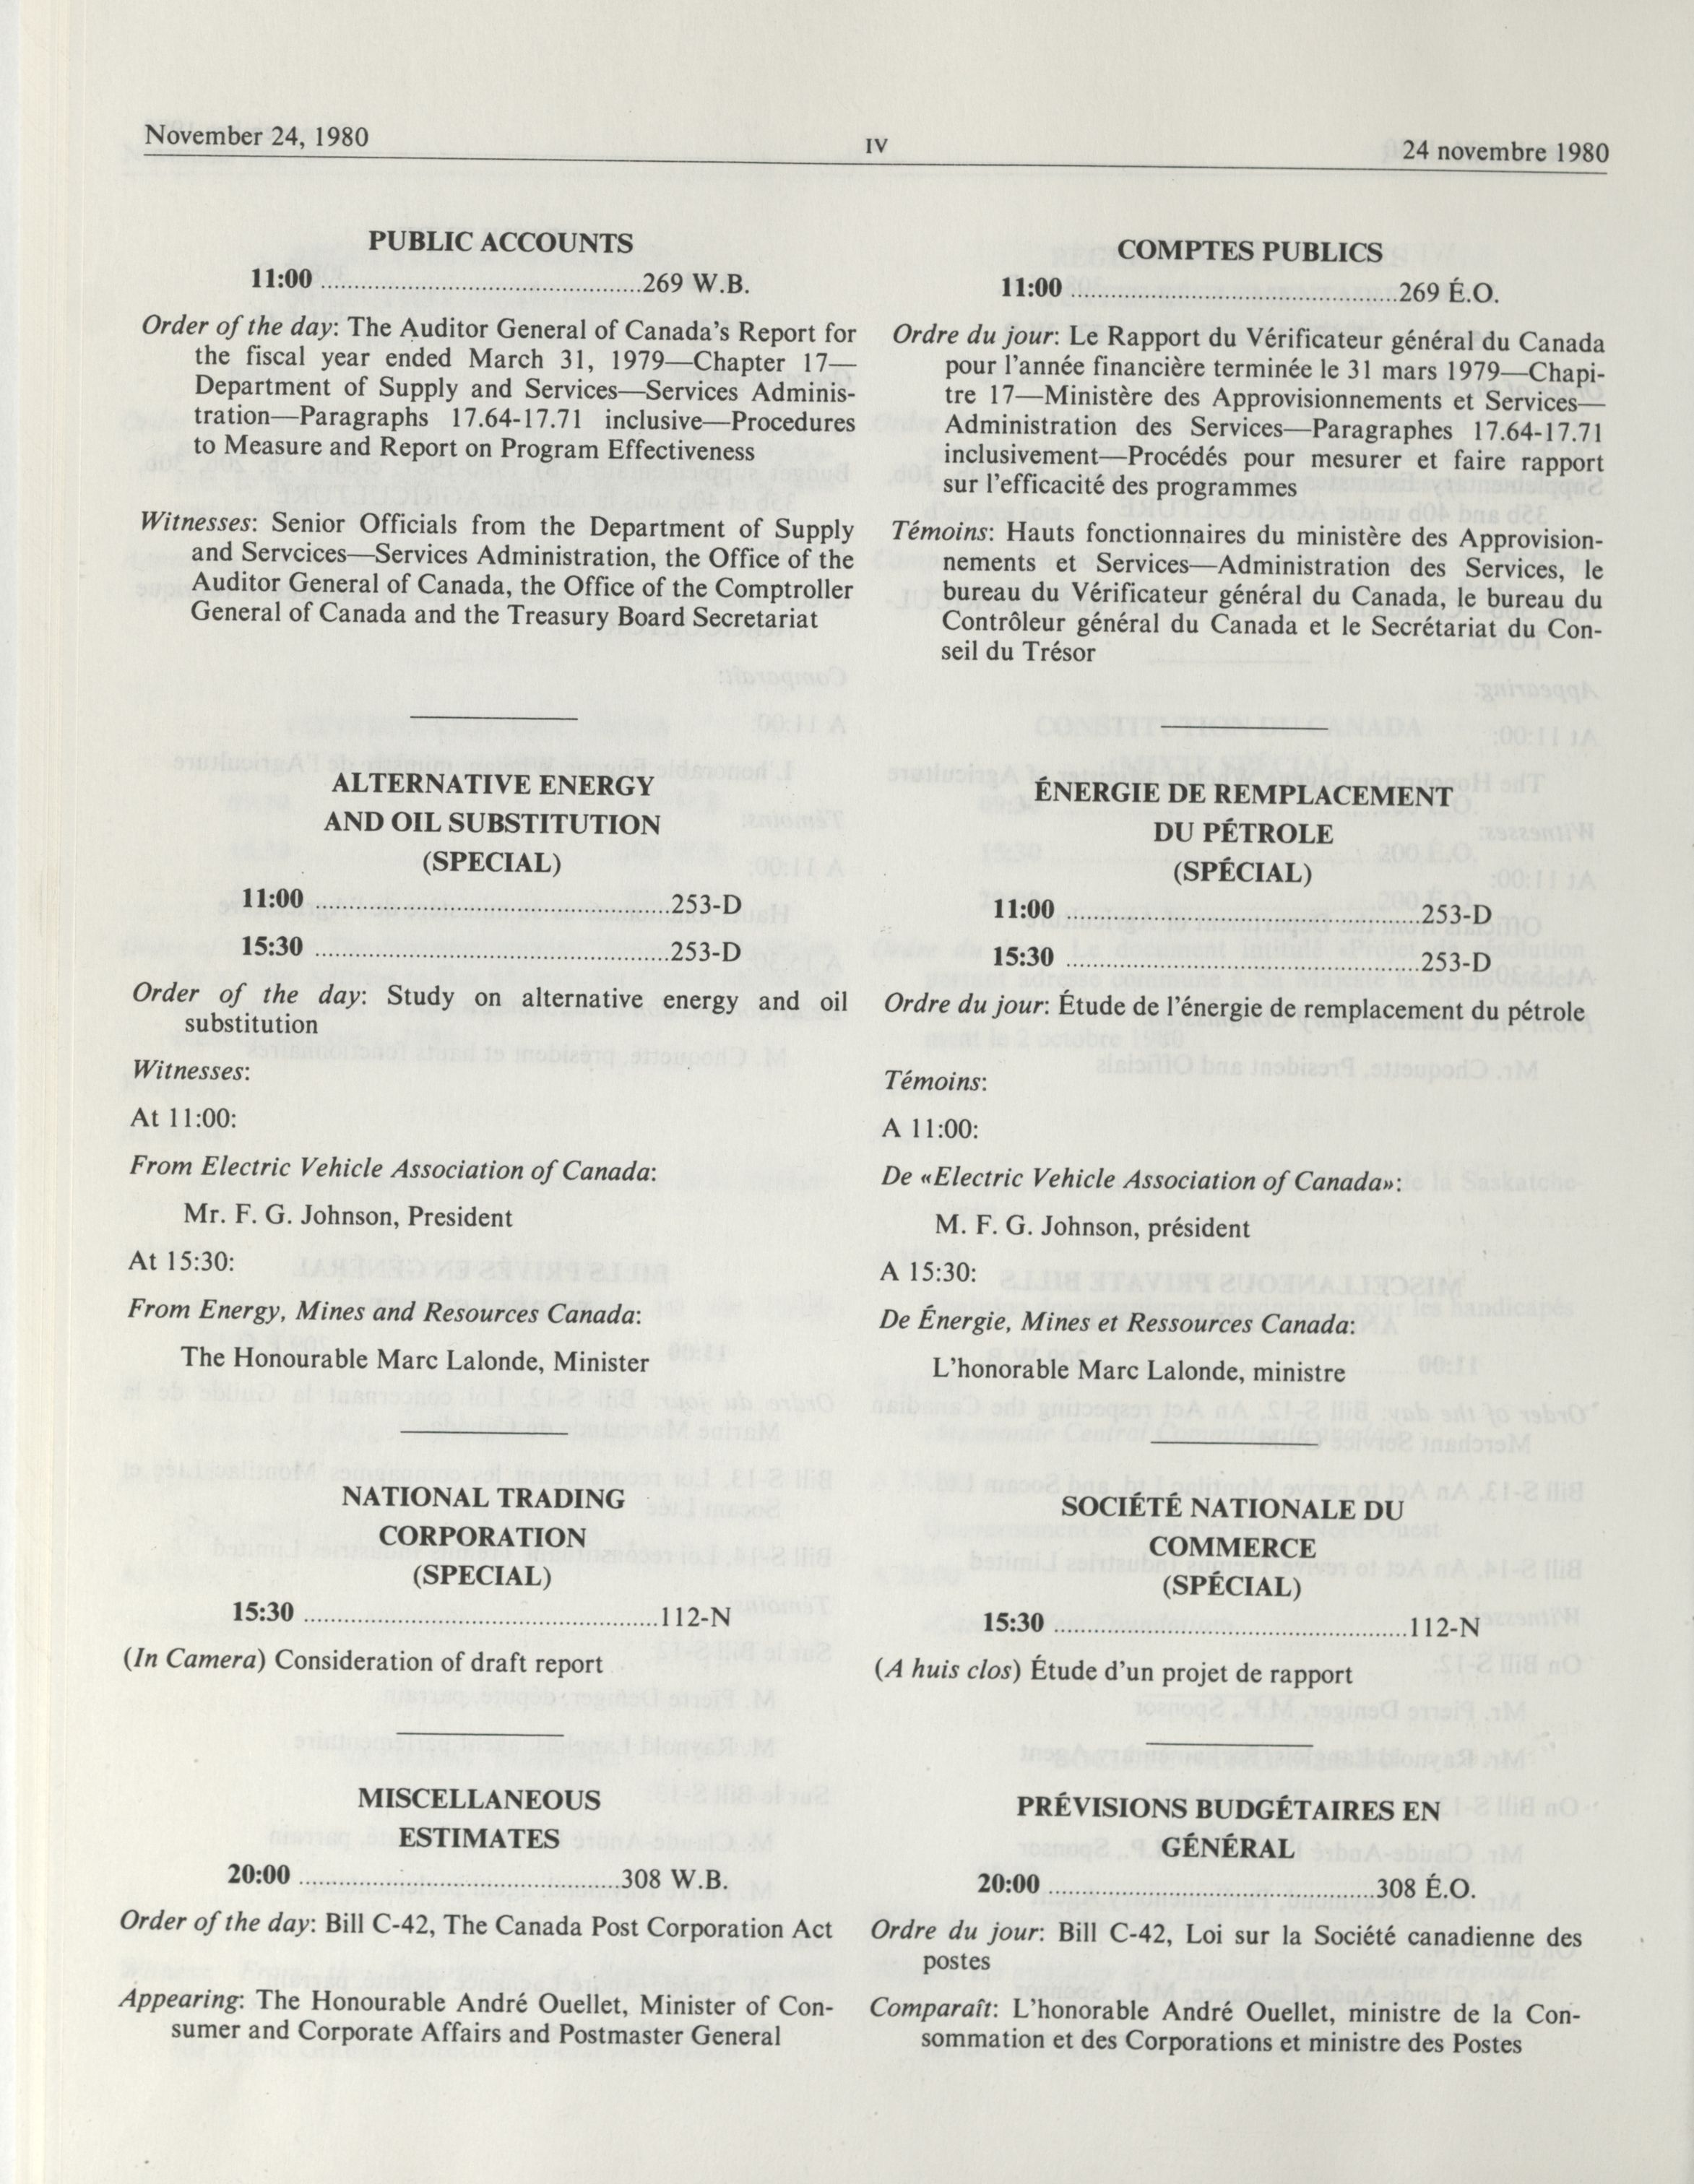 November 24, 1980
IV
24 novembre 1980
PUBLIC ACCOUNTS
11:00 ................................................269 W.B.
Order of the day: The Auditor General of Canada's Report for
the fiscal year ended March 31, 1979—Chapter 17—
Department of Supply and Services—Services Adminis-
tration—Paragraphs 17.64-17.71 inclusive—Procedures
to Measure and Report on Program Effectiveness
Witnesses: Senior Officials from the Department of Supply
and Servcices—Services Administration, the Office of the
Auditor General of Canada, the Office of the Comptroller
General of Canada and the Treasury Board Secretariat
ALTERNATIVE ENERGY
AND OIL SUBSTITUTION
(SPECIAL)
11:00 .....................................................253-D
15:30 .....................................................253-D
Order of the day: Study on alternative energy and oil
substitution
Witnesses:
At 11:00:
From Electric Vehicle Association of Canada:
Mr. F. G. Johnson, President
At 15:30:
From Energy, Mines and Resources Canada:
The Honourable Marc Lalonde, Minister
NATIONAL TRADING
CORPORATION
(SPECIAL)
15:30 .....................................................112-N
(In Camera) Consideration of draft report
MISCELLANEOUS
ESTIMATES
20:00 ................................................308 W.B.
Order of the day: Bill C-42, The Canada Post Corporation Act
Appearing: The Honourable André Ouellet, Minister of Con-
sumer and Corporate Affairs and Postmaster General
COMPTES PUBLICS
11:00 .................................................269 É.O.
Ordre du jour: Le Rapport du Vérificateur général du Canada
pour l'année financière terminée le 31 mars 1979—Chapi-
tre 17—Ministère des Approvisionnements et Services—
Administration des Services—Paragraphes 17.64-17.71
inclusivement—Procédés pour mesurer et faire rapport
sur l'efficacité des programmes
Témoins: Hauts fonctionnaires du ministère des Approvision-
nements et Services—Administration des Services, le
bureau du Vérificateur général du Canada, le bureau du
Contrôleur général du Canada et le Secrétariat du Con-
seil du Trésor
ÉNERGIE DE REMPLACEMENT
DU PÉTROLE
(SPÉCIAL)
11:00 .....................................................253-D
15:30 .....................................................253-D
Ordre du jour: Étude de l'énergie de remplacement du pétrole
Témoins:
A 11:00:
De «Electric Vehicle Association of Canada»:
M. F. G. Johnson, président
A 15:30:
De Énergie, Mines et Ressources Canada:
L'honorable Marc Lalonde, ministre
SOCIÉTÉ NATIONALE DU
COMMERCE
(SPÉCIAL)
15:30 .....................................................112-N
(A huis clos) Étude d'un projet de rapport
PRÉVISIONS BUDGÉTAIRES EN
GÉNÉRAL
20:00 .................................................308 É.O.
Ordre du jour: Bill C-42, Loi sur la Société canadienne des
postes
Comparaît: L'honorable André Ouellet, ministre de la Con-
sommation et des Corporations et ministre des Postes